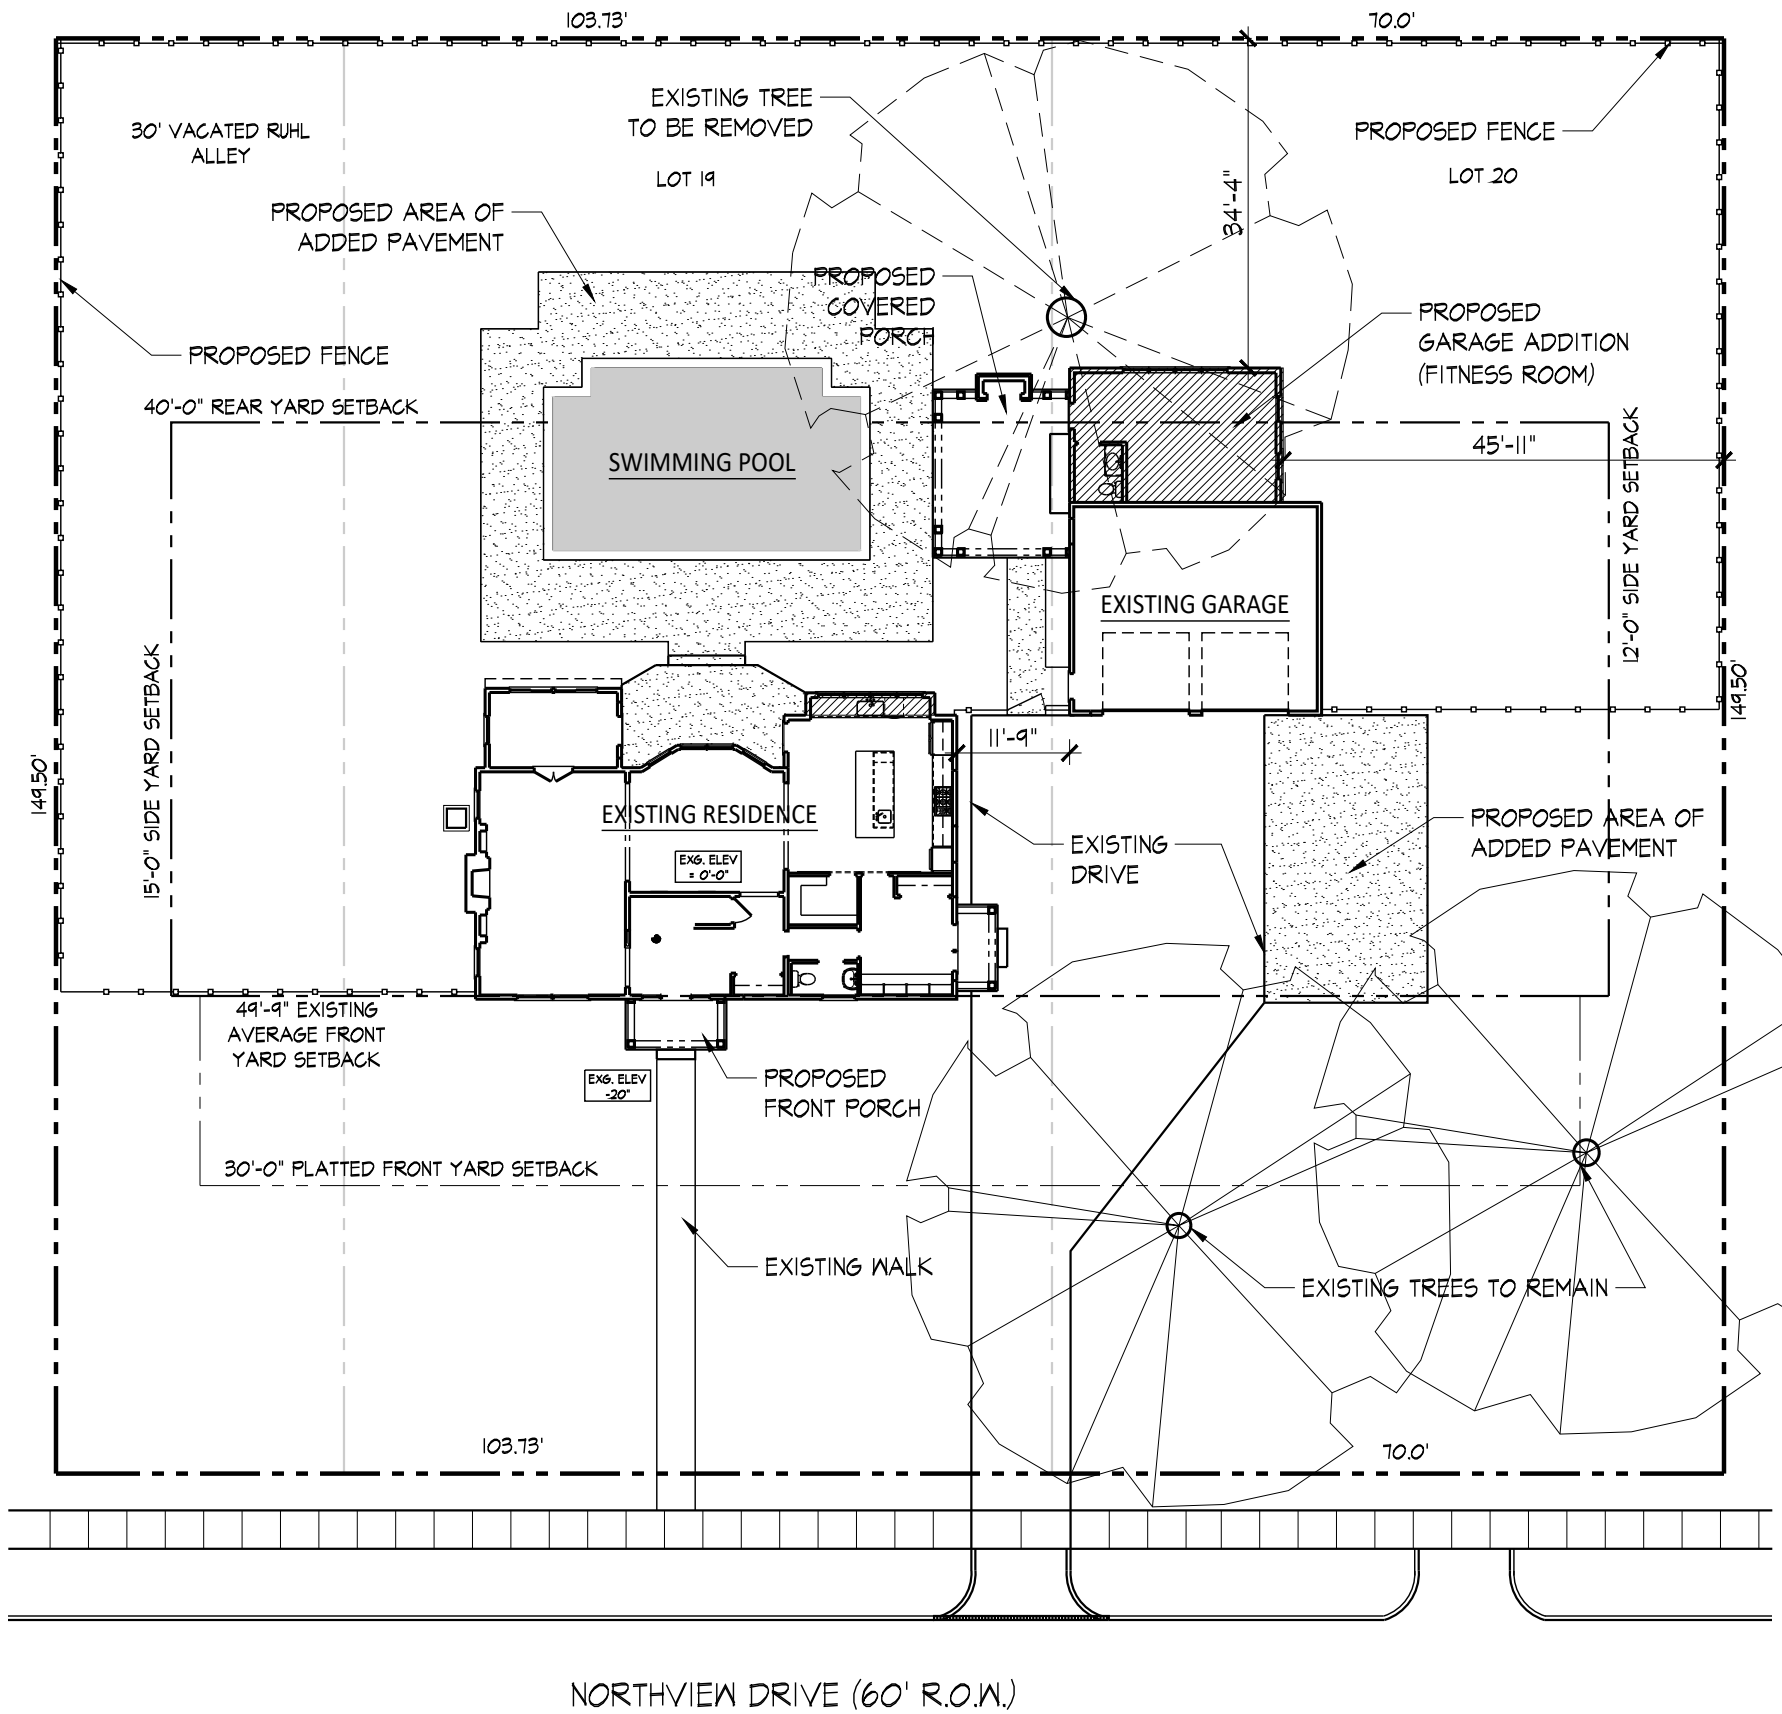 103.73'
70.0'
EXISTING TREE
TO BE REMOVED
30' VACATED RUHL
ALLEY
PROPOSED FENCE
LOT 19
LOT 20
PROPOSED AREA OF
ADDED PAVEMENT
34'-4"
PROPOSED
COVERED
PORCH
PROPOSED
GARAGE ADDITION
(FITNESS ROOM)
PROPOSED FENCE
40'-0" REAR YARD SETBACK
45'-11"
SWIMMING POOL
12'-0" SIDE YARD SETBACK
EXISTING GARAGE
15'-0" SIDE YARD SETBACK
149.50'
149.50'
11'-9"
EXISTING RESIDENCE
EXG. ELEV
= 0'-0"
EXISTING
DRIVE
PROPOSED AREA OF
ADDED PAVEMENT
49'-9" EXISTING
AVERAGE FRONT
YARD SETBACK
EXG. ELEV
-20"
PROPOSED
FRONT PORCH
30'-0" PLATTED FRONT YARD SETBACK
EXISTING WALK
EXISTING TREES TO REMAIN
103.73'
70.0'
NORTHVIEW DRIVE (60' R.O.W.)